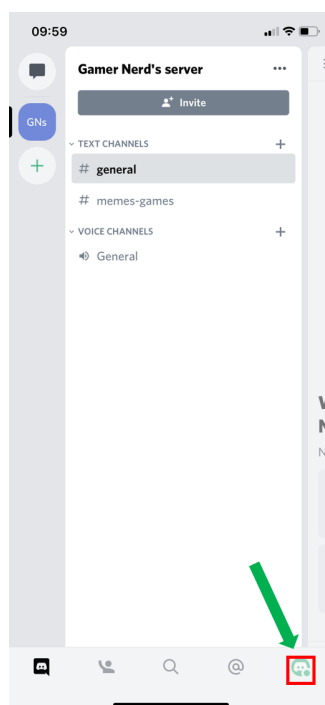 09:59
Gamer Nerd's server
Invite
GNs
TEXT CHANNELS
# general
# memes-games
VOICE CHANNELS
General
@